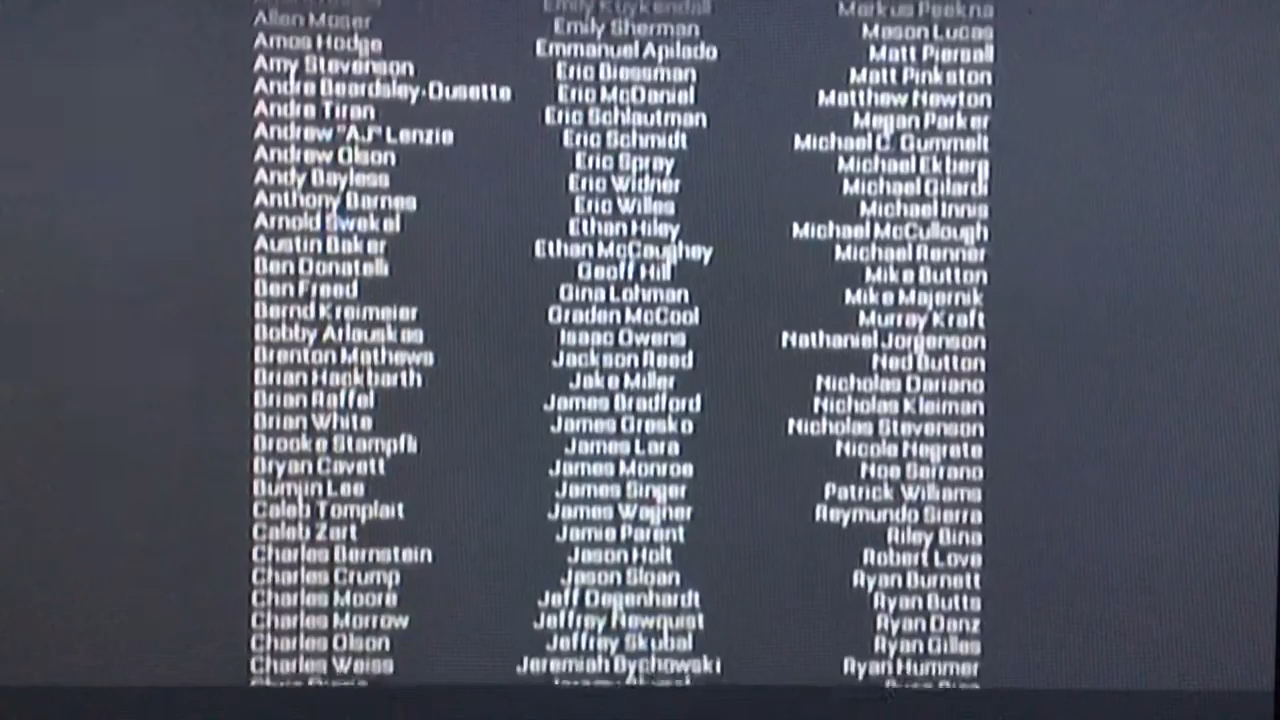 Allen Moser
Amos Hodge
Amy Stevenson
Andre Beardsley-Dusette
Andre Tiran
Andrew "AJ" Lenzie
Andrew Olson
Andy Bayless
Anthony Barnes
Arnold Swekel
Austin Baker
Ben Donatelli
Ben Freed
Bernd Kreimeier
Bobby Arlauskas
Brenton Mathews
Brian Hackbarth
Brian Raffel
Brian White
Brooke Stampfli
Bryan Cavett
Bumjin Lee
Caleb Tomplait
Caleb Zart
Charles Bernstein
Charles Crump
Charles Moore
Charles Morrow
Charles Olson
Charles Weiss
Emily Kuykendall
Emily Sherman
Emmanuel Apilado
Eric Biessman
Eric McDaniel
Eric Schlautman
Eric Schmidt
Eric Spray
Eric Widner
Eric Willes
Ethan Hiley
Ethan McCaughey
Geoff Hill
Gina Lohman
Graden McCool
Isaac Owens
Jackson Reed
Jake Miller
James Bradford
James Gresko
James Lara
James Monroe
James Singer
James Wagner
Jamie Parent
Jason Holt
Jason Sloan
Jeff Degenhardt
Jeffrey Newquist
Jeffrey Skubal
Jeremiah Bychowski
Markus Peekna
Mason Lucas
Matt Piersall
Matt Pinkston
Matthew Newton
Megan Parker
Michael C. Gummelt
Michael Ekberg
Michael Gilardi
Michael Innis
Michael McCullough
Michael Renner
Mike Button
Mike Majernik
Murray Kraft
Nathaniel Jorgenson
Ned Button
Nicholas Dariano
Nicholas Kleiman
Nicholas Stevenson
Nicole Negrete
Noe Serrano
Patrick Williams
Reymundo Sierra
Riley Bina
Robert Love
Ryan Burnett
Ryan Butts
Ryan Danz
Ryan Gilles
Ryan Hummer